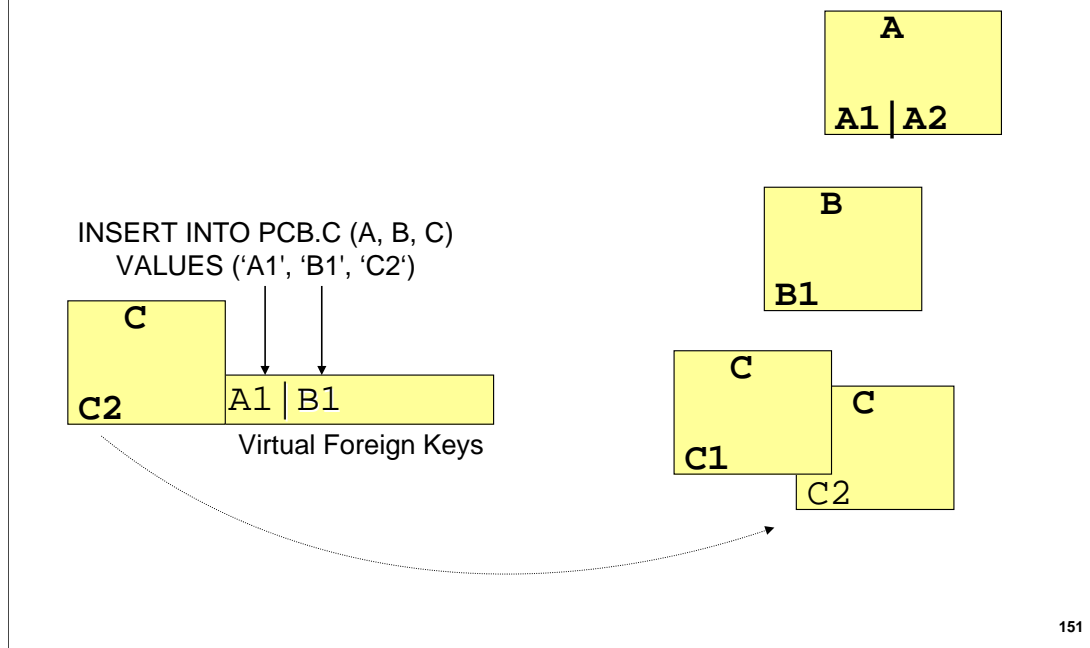 A
A1|A2
B
B1
INSERT INTO PCB.C (A, B, C)
VALUES (‘A1', 'B1', ‘C2‘)
C
C2
A1|B1
Virtual Foreign Keys
C
C1
C
C2
151